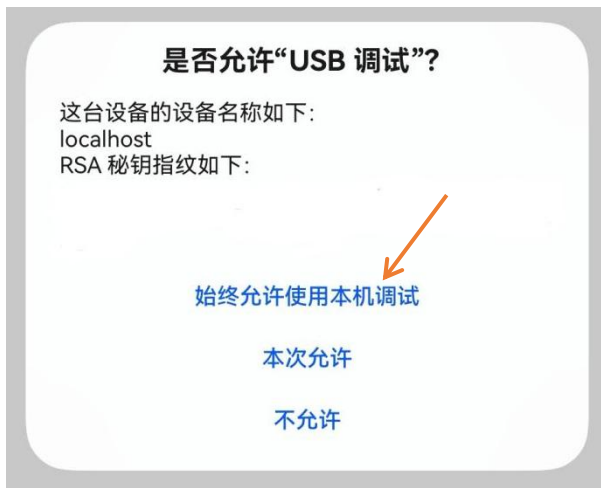 是否允许“USB 调试”?
这台设备的设备名称如下:
localhost
RSA 秘钥指纹如下:
始终允许使用本机调试
本次允许
不允许